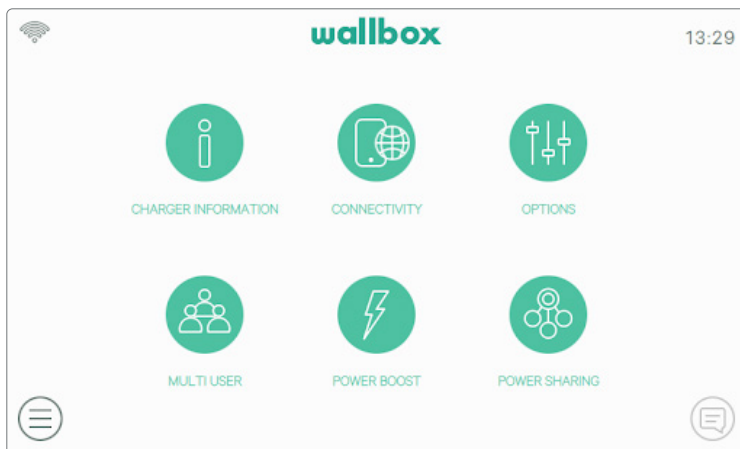 wallbox
13:29
CHARGER INFORMATION
CONNECTIVITY
OPTIONS
MULTI USER
POWER BOOST
POWER SHARING